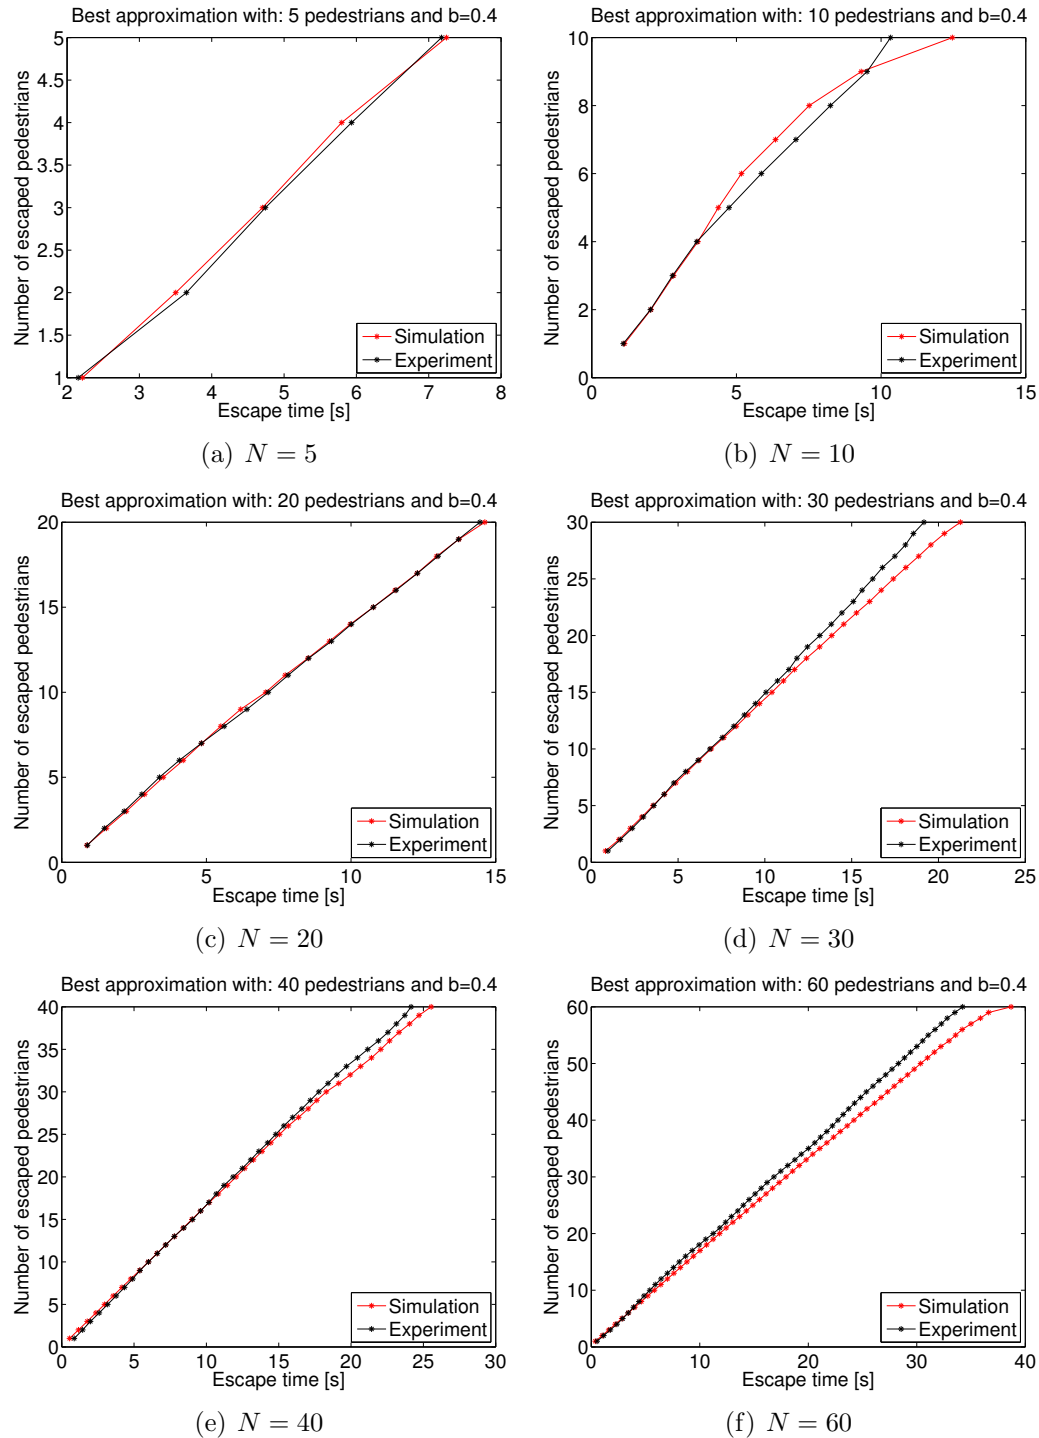 Best approximation with: 5 pedestrians and b=0.4
Number of escaped pedestrians
5
4.5
4
3.5
3
2.5
2
1.5
1
2 3 4 5 6 7 8
Escape time [s]
Simulation
Experiment
(a) N = 5
Best approximation with: 10 pedestrians and b=0.4
Number of escaped pedestrians
10
8
6
4
2
0
0 5 10 15
Escape time [s]
Simulation
Experiment
(b) N = 10
Best approximation with: 20 pedestrians and b=0.4
Number of escaped pedestrians
20
15
10
5
0
0 5 10 15
Escape time [s]
Simulation
Experiment
(c) N = 20
Best approximation with: 30 pedestrians and b=0.4
Number of escaped pedestrians
30
25
20
15
10
5
0
0 5 10 15 20 25
Escape time [s]
Simulation
Experiment
(d) N = 30
Best approximation with: 40 pedestrians and b=0.4
Number of escaped pedestrians
40
35
30
25
20
15
10
5
0
0 5 10 15 20 25 30
Escape time [s]
Simulation
Experiment
(e) N = 40
Best approximation with: 60 pedestrians and b=0.4
Number of escaped pedestrians
60
50
40
30
20
10
0
0 10 20 30 40
Escape time [s]
Simulation
Experiment
(f) N = 60